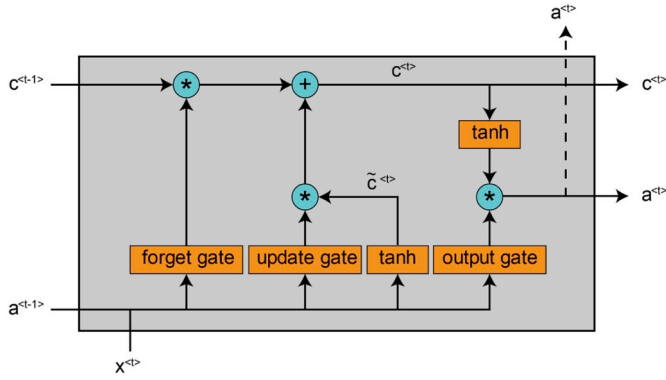 a<t>
c<t-1>
*
+
c<t>
c<t>
tanh
c̃ <t>
*
*
a<t>
forget gate
update gate
tanh
output gate
a<t-1>
x<t>